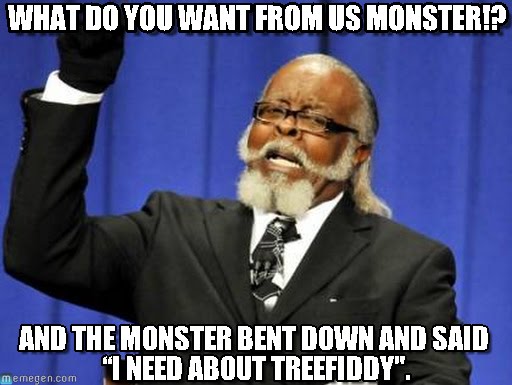 WHAT DO YOU WANT FROM US MONSTER!?
AND THE MONSTER BENT DOWN AND SAID
“I NEED ABOUT TREEFIDDY".
memegen.com